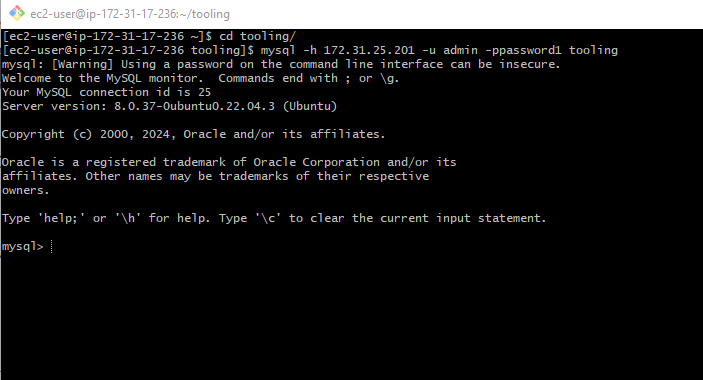 ec2-user@ip-172-31-17-236:~/tooling
[ec2-user@ip-172-31-17-236 ~]$ cd tooling/
[ec2-user@ip-172-31-17-236 tooling]$ mysql -h 172.31.25.201 -u admin -ppassword1 tooling
mysql: [Warning] Using a password on the command line interface can be insecure.
Welcome to the MySQL monitor.  Commands end with ; or \g.
Your MySQL connection id is 25
Server version: 8.0.37-0ubuntu0.22.04.3 (Ubuntu)
Copyright (c) 2000, 2024, Oracle and/or its affiliates.
Oracle is a registered trademark of Oracle Corporation and/or its
affiliates. Other names may be trademarks of their respective
owners.
Type 'help;' or '\h' for help. Type '\c' to clear the current input statement.
mysql>